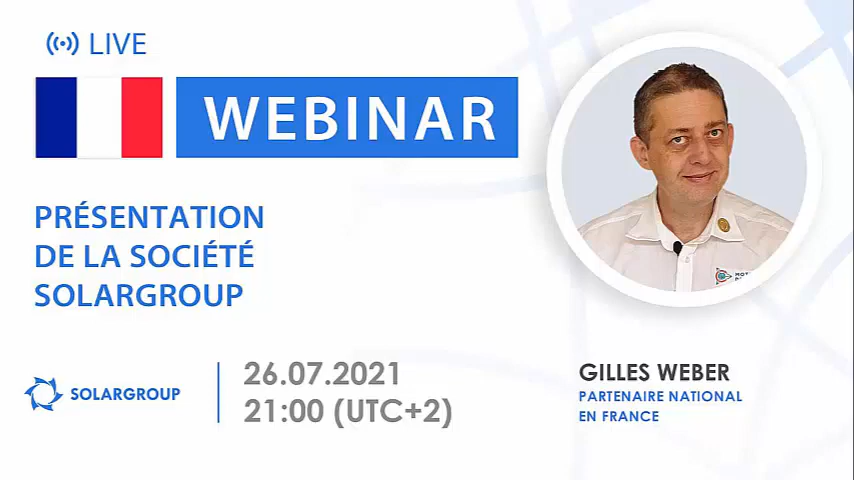 LIVE
WEBINAR
PRÉSENTATION
DE LA SOCIÉTÉ
SOLARGROUP
SOLARGROUP
26.07.2021
21:00 (UTC+2)
GILLES WEBER
PARTENAIRE NATIONAL
EN FRANCE